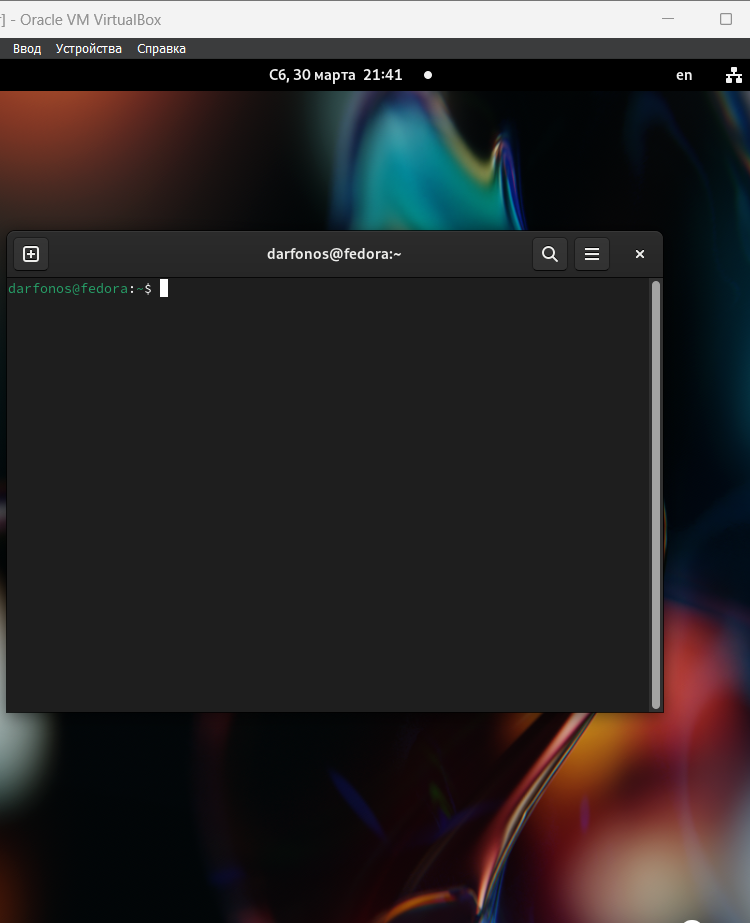 ] - Oracle VM VirtualBox
Ввод Устройства Справка
Сб, 30 марта 21:41
en
darfonos@fedora:~
darfonos@fedora:~$